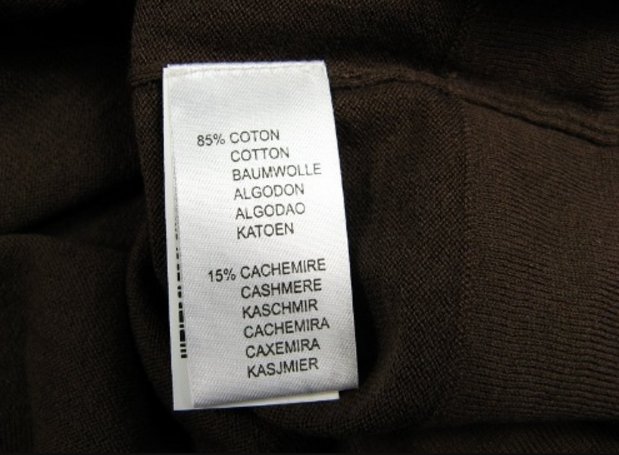 85% COTON
COTTON
BAUMWOLLE
ALGODON
ALGODAO
KATOEN
15% CACHEMIRE
CASHMERE
KASCHMIR
CACHEMIRA
CAXEMIRA
KASJMIER